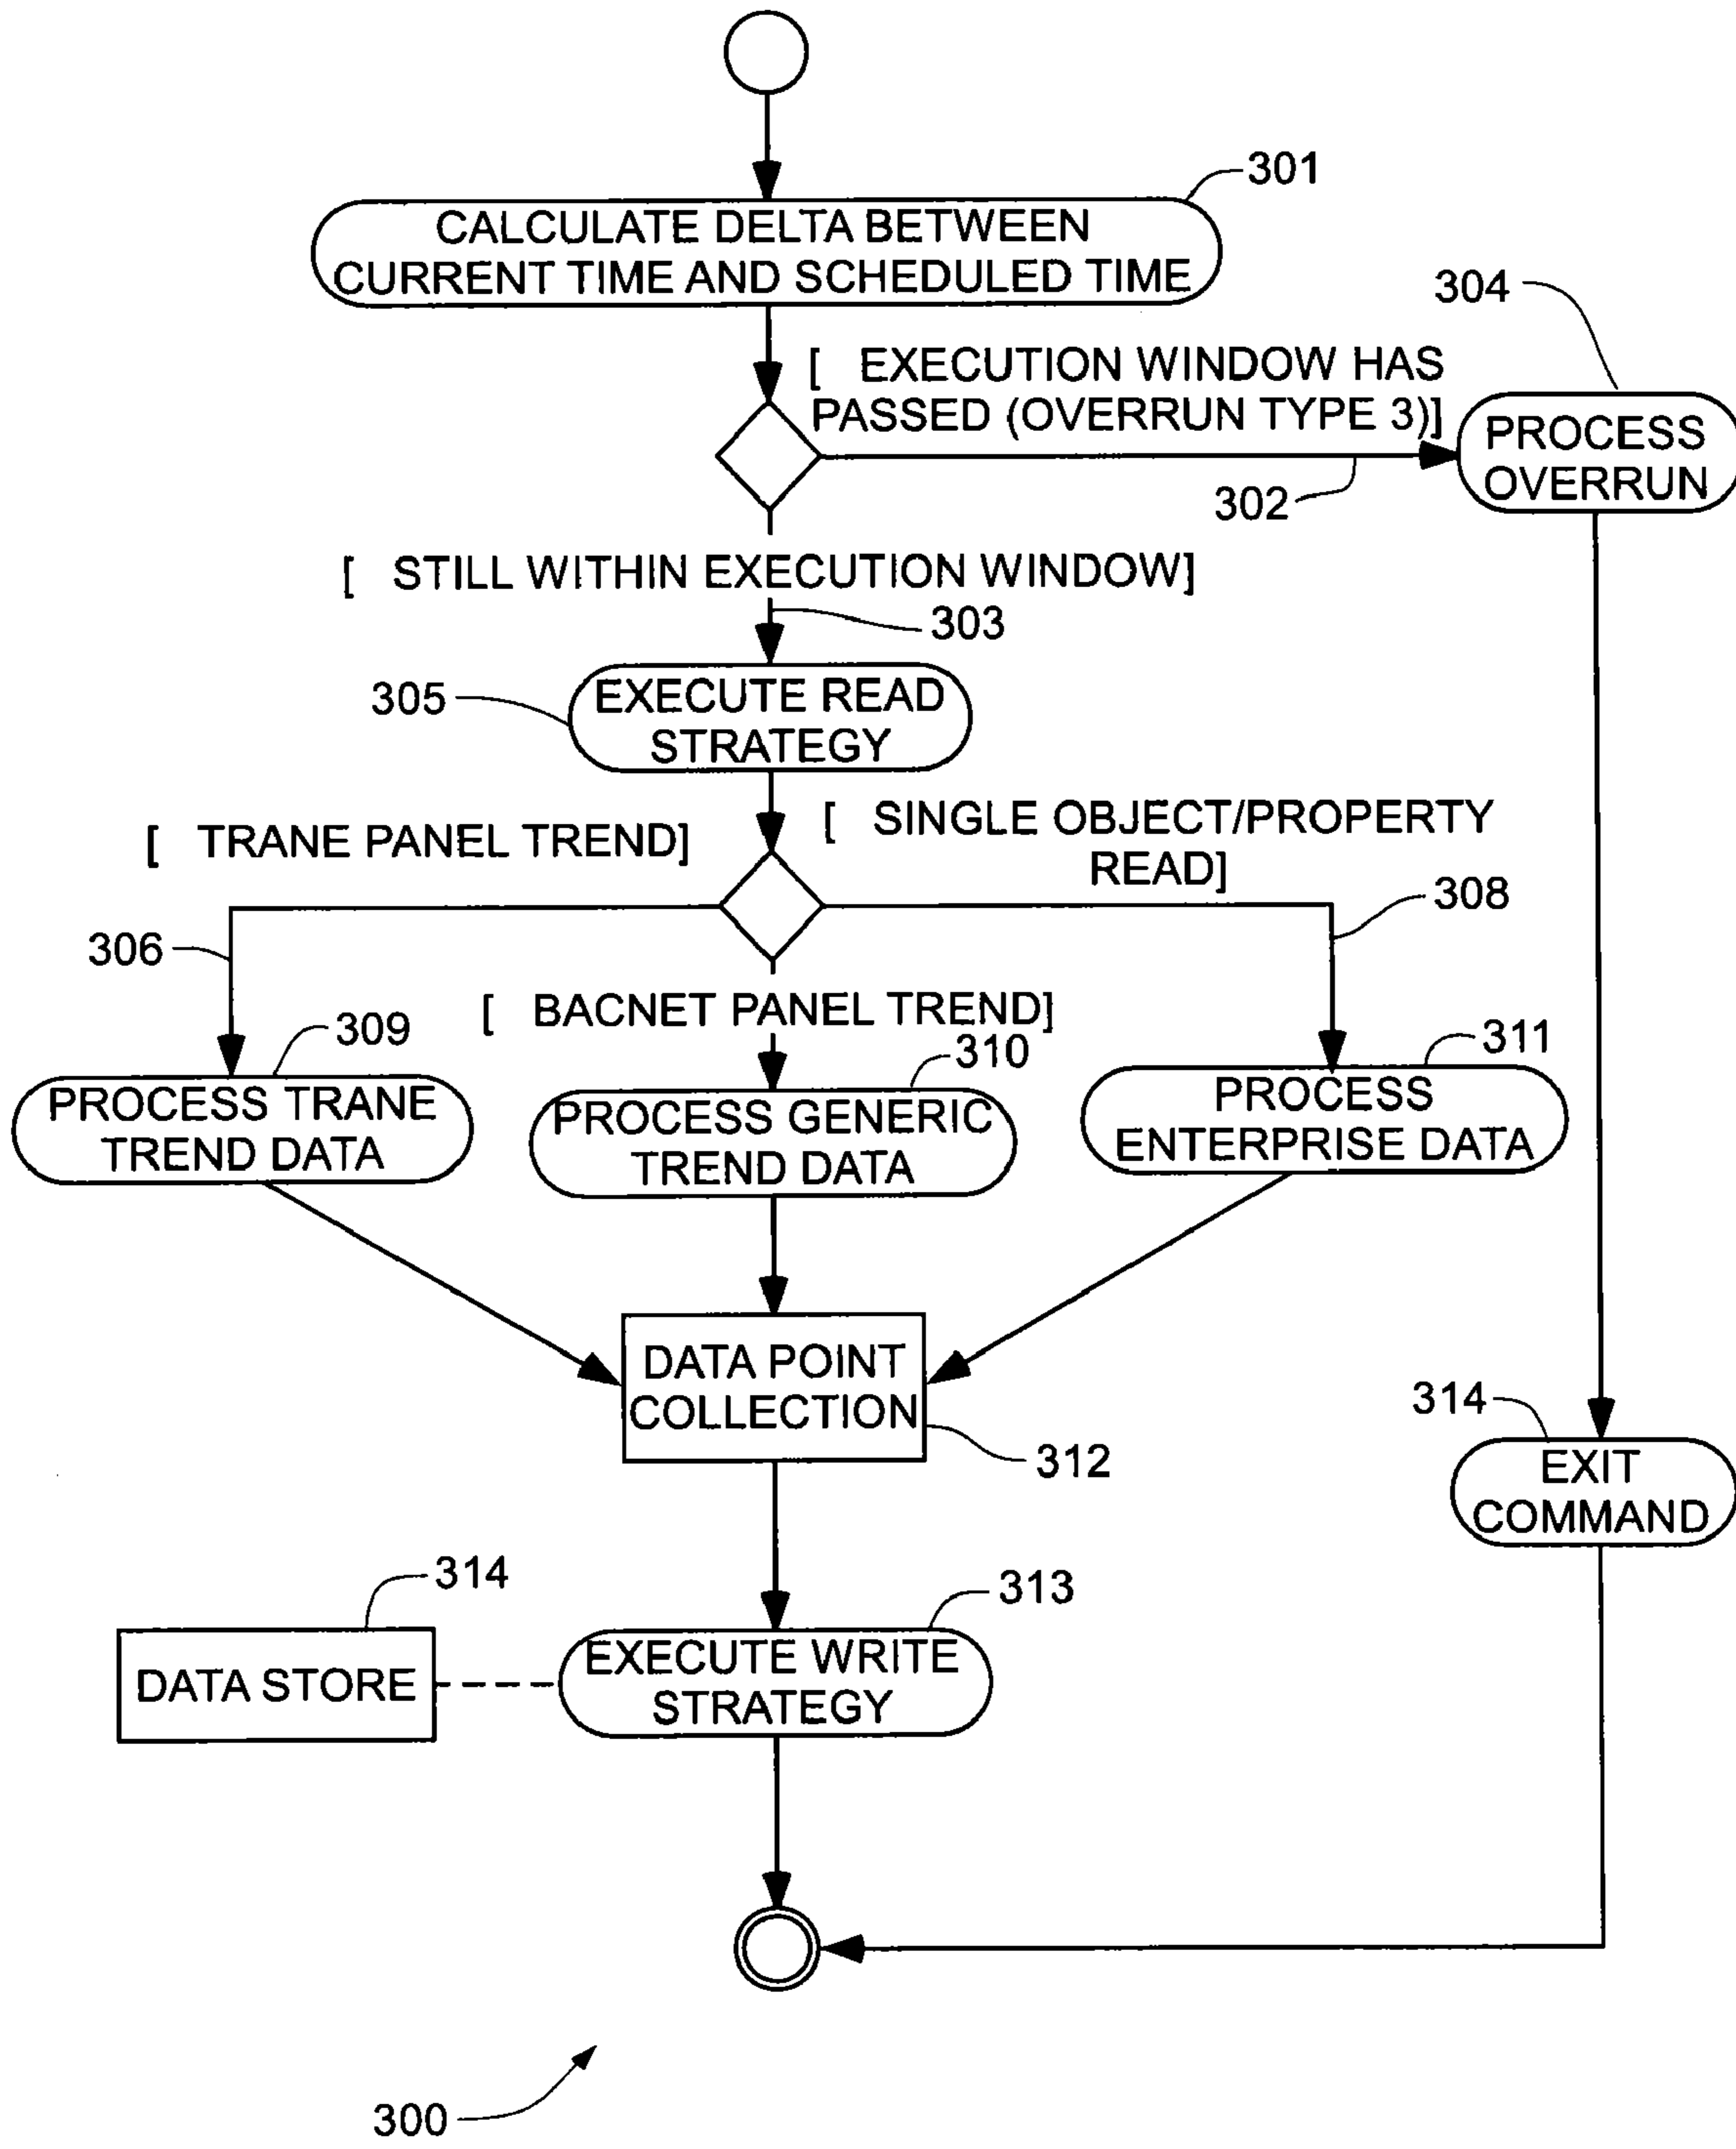 301
CALCULATE DELTA BETWEEN
CURRENT TIME AND SCHEDULED TIME
304
[ EXECUTION WINDOW HAS
PASSED (OVERRUN TYPE 3)]
PROCESS
OVERRUN
302
[ STILL WITHIN EXECUTION WINDOW]
303
305
EXECUTE READ
STRATEGY
[ TRANE PANEL TREND]
[ SINGLE OBJECT/PROPERTY
READ]
308
306
[ BACNET PANEL TREND]
309
310
311
PROCESS TRANE
TREND DATA
PROCESS GENERIC
TREND DATA
PROCESS
ENTERPRISE DATA
DATA POINT
COLLECTION
312
314
EXIT
COMMAND
314
313
DATA STORE
EXECUTE WRITE
STRATEGY
300